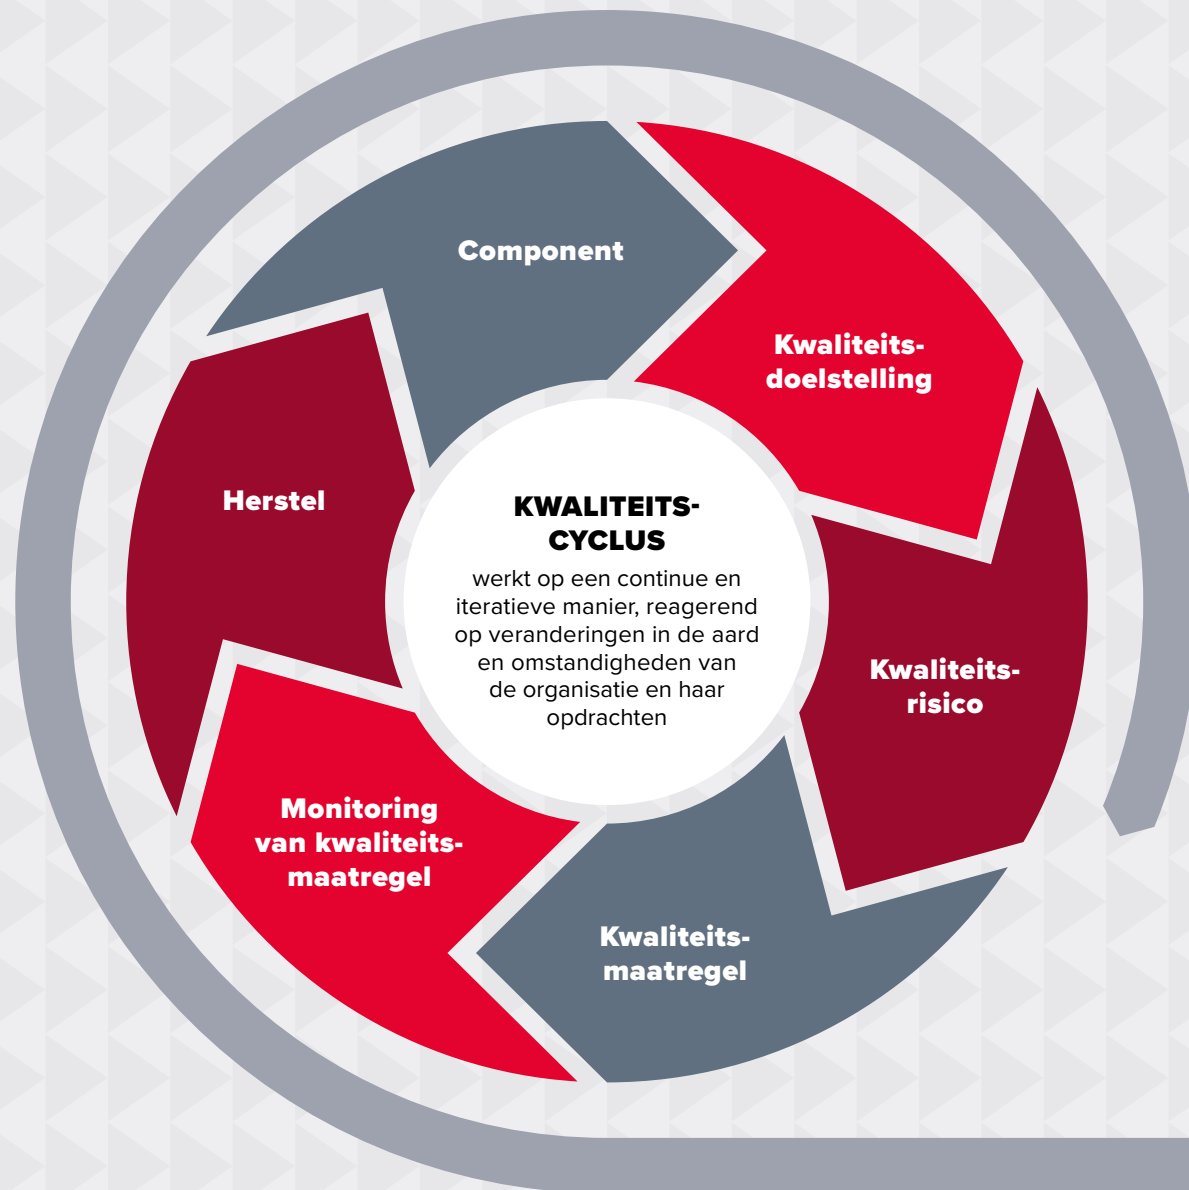 Component
Kwaliteits-
doelstelling
Kwaliteits-
risico
Kwaliteits-
maatregel
Monitoring
van kwaliteits-
maatregel
Herstel
KWALITEITS-
CYCLUS
werkt op een continue en
iteratieve manier, reagerend
op veranderingen in de aard
en omstandigheden van
de organisatie en haar
opdrachten